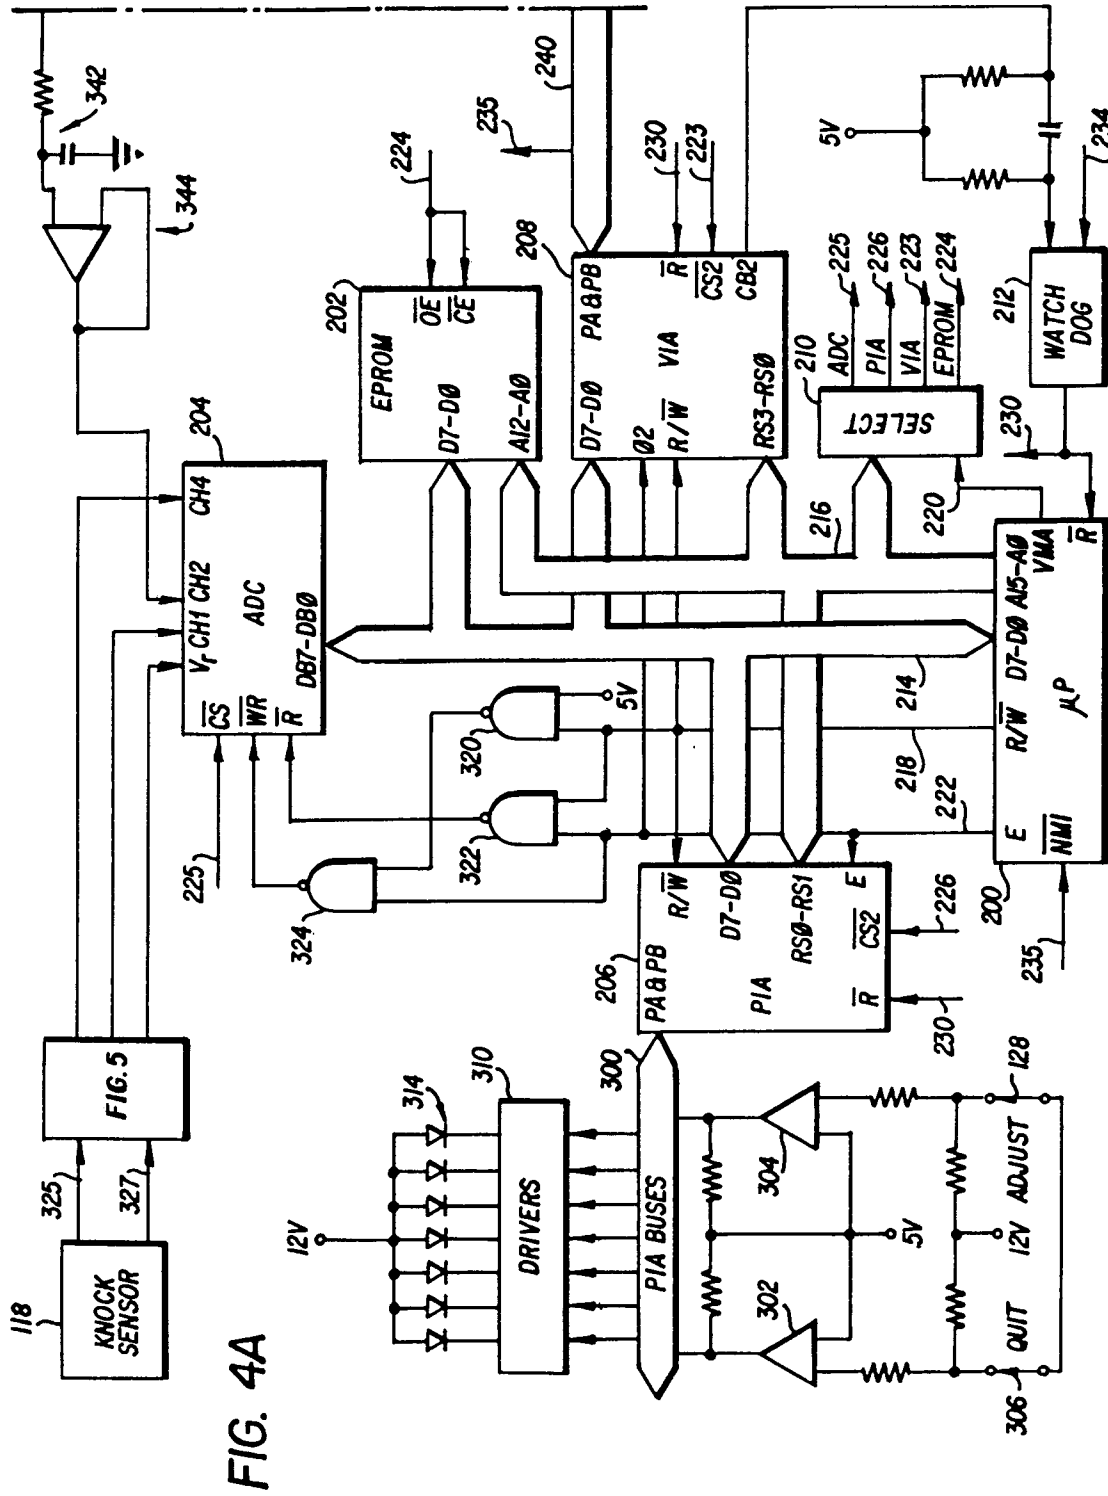 FIG. 4A
118
KNOCK
SENSOR
325
327
FIG. 5
342
344
204
Vr CH1 CH2 CH4
ADC
CS
WR
R
DB7-DB0
225
324
322
320
5V
202
EPROM
OE
CE
D7-D0
A12-A0
224
208
PA&PB
VIA
D7-D0
Ø2
R/W
RS3-RS0
R
CS2
CB2
235
240
230
223
5V
234
212
WATCH
DOG
210
SELECT
ADC
PIA
VIA
EPROM
225
226
223
224
230
220
216
214
218
222
200
µP
E
NMI
R/W
D7-D0
A15-A0
VMA
R
235
206
PA&PB
PIA
R/W
D7-D0
RS0-RS1
E
CS2
R
226
230
300
PIA BUSES
310
DRIVERS
314
12V
302
304
5V
12V
QUIT
ADJUST
306
128